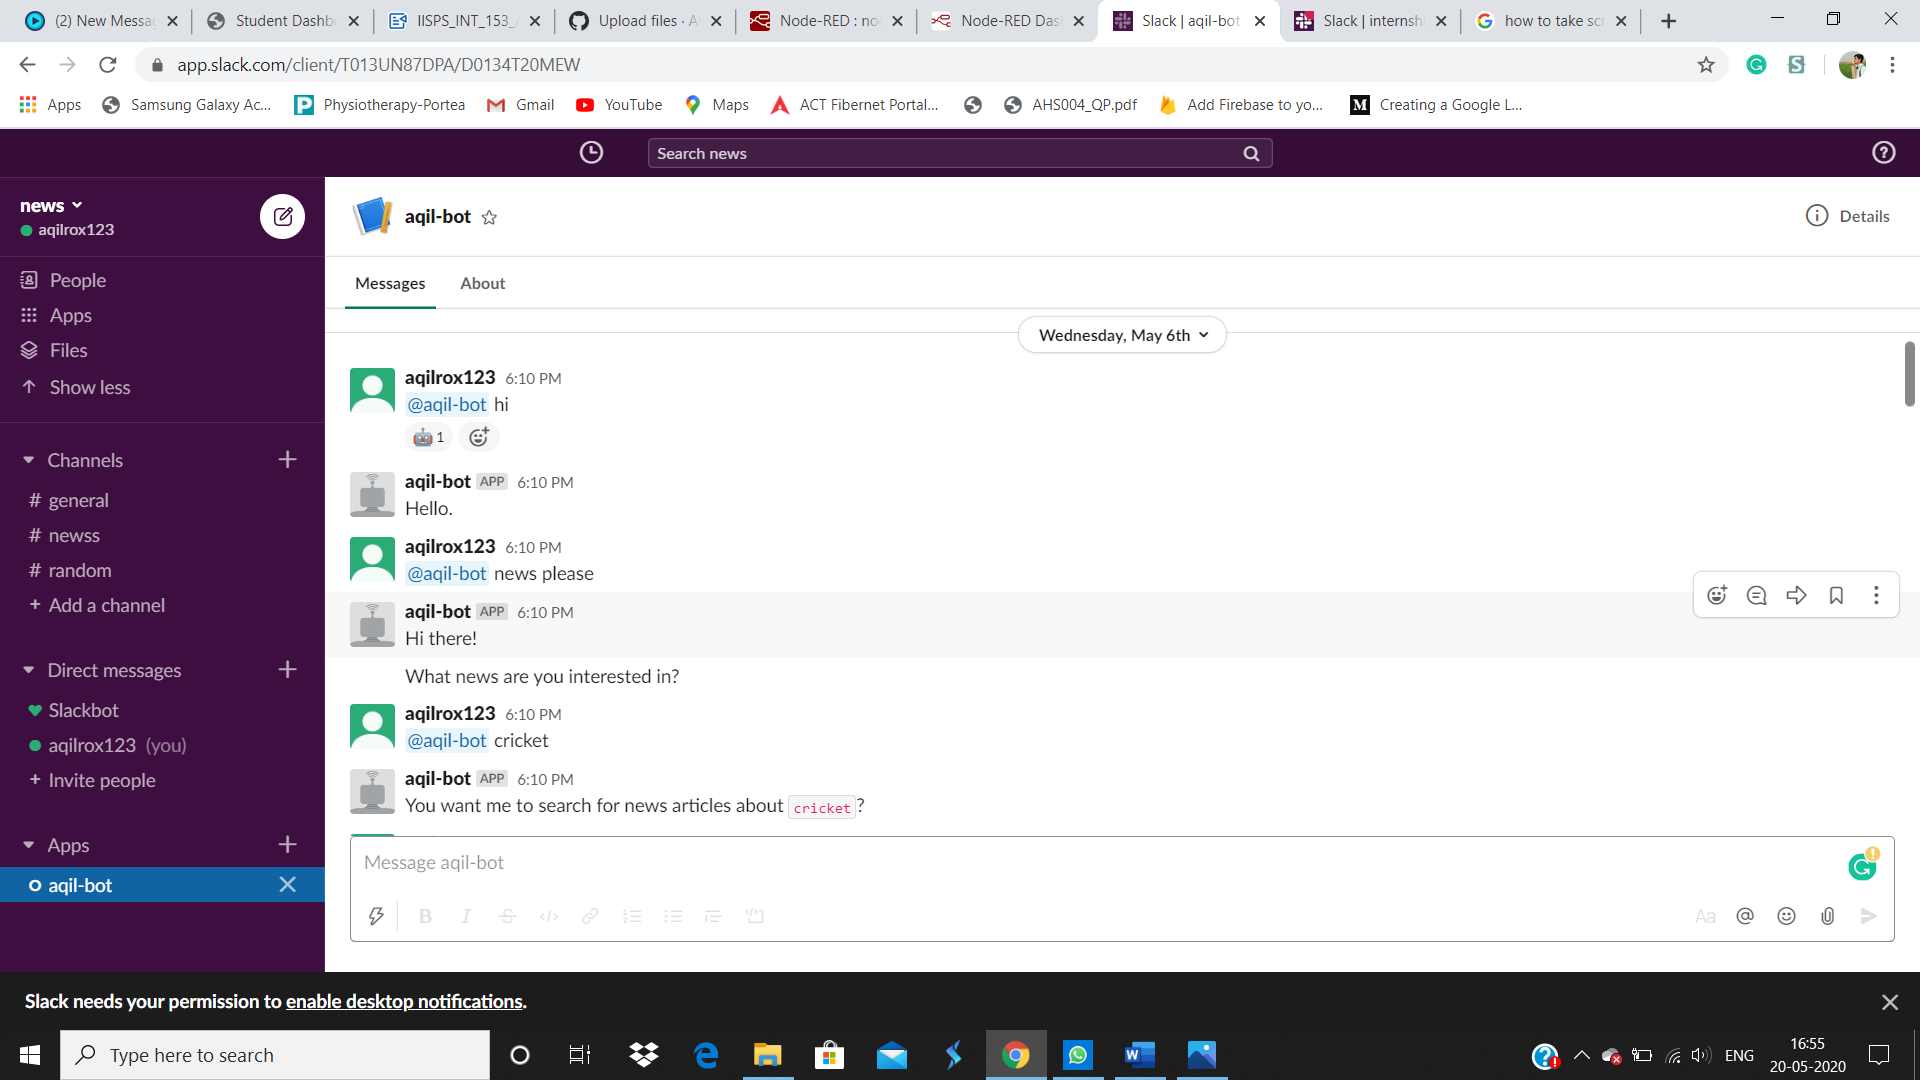 (2) New Messa
Student Dashb
IISPS_INT_153_
Upload files · A
Node-RED : no
Node-RED Das
Slack | aqil-bot
Slack | internsh
how to take scr
app.slack.com/client/T013UN87DPA/D0134T20MEW
Apps
Samsung Galaxy Ac...
Physiotherapy-Portea
Gmail
YouTube
Maps
ACT Fibernet Portal...
AHS004_QP.pdf
Add Firebase to yo...
Creating a Google L...
Search news
news
aqilrox123
People
Apps
Files
Show less
Channels
# general
# newss
# random
+ Add a channel
Direct messages
Slackbot
aqilrox123 (you)
+ Invite people
Apps
aqil-bot
aqil-bot
Details
Messages
About
Wednesday, May 6th
aqilrox123 6:10 PM
@aqil-bot hi
1
aqil-bot APP 6:10 PM
Hello.
aqilrox123 6:10 PM
@aqil-bot news please
aqil-bot APP 6:10 PM
Hi there!
What news are you interested in?
aqilrox123 6:10 PM
@aqil-bot cricket
aqil-bot APP 6:10 PM
You want me to search for news articles about cricket?
Message aqil-bot
Aa
Slack needs your permission to enable desktop notifications.
Type here to search
ENG
16:55
20-05-2020